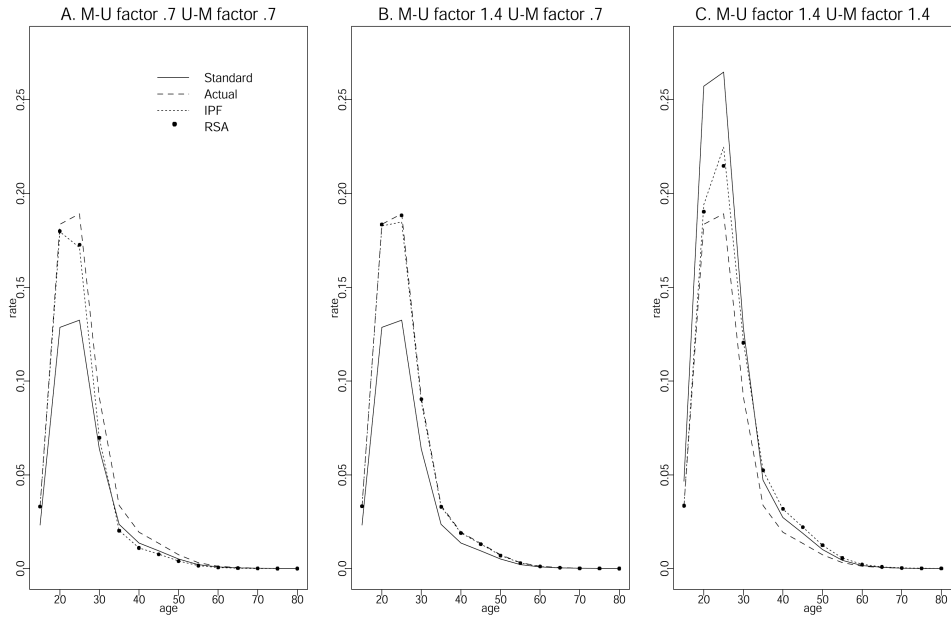 A. M-U factor .7 U-M factor .7
Standard
Actual
IPF
RSA
rate
0.25
0.20
0.15
0.10
0.05
0.0
20 30 40 50 60 70 80
age
B. M-U factor 1.4 U-M factor .7
rate
0.25
0.20
0.15
0.10
0.05
0.0
20 30 40 50 60 70 80
age
C. M-U factor 1.4 U-M factor 1.4
rate
0.25
0.20
0.15
0.10
0.05
0.0
20 30 40 50 60 70 80
age